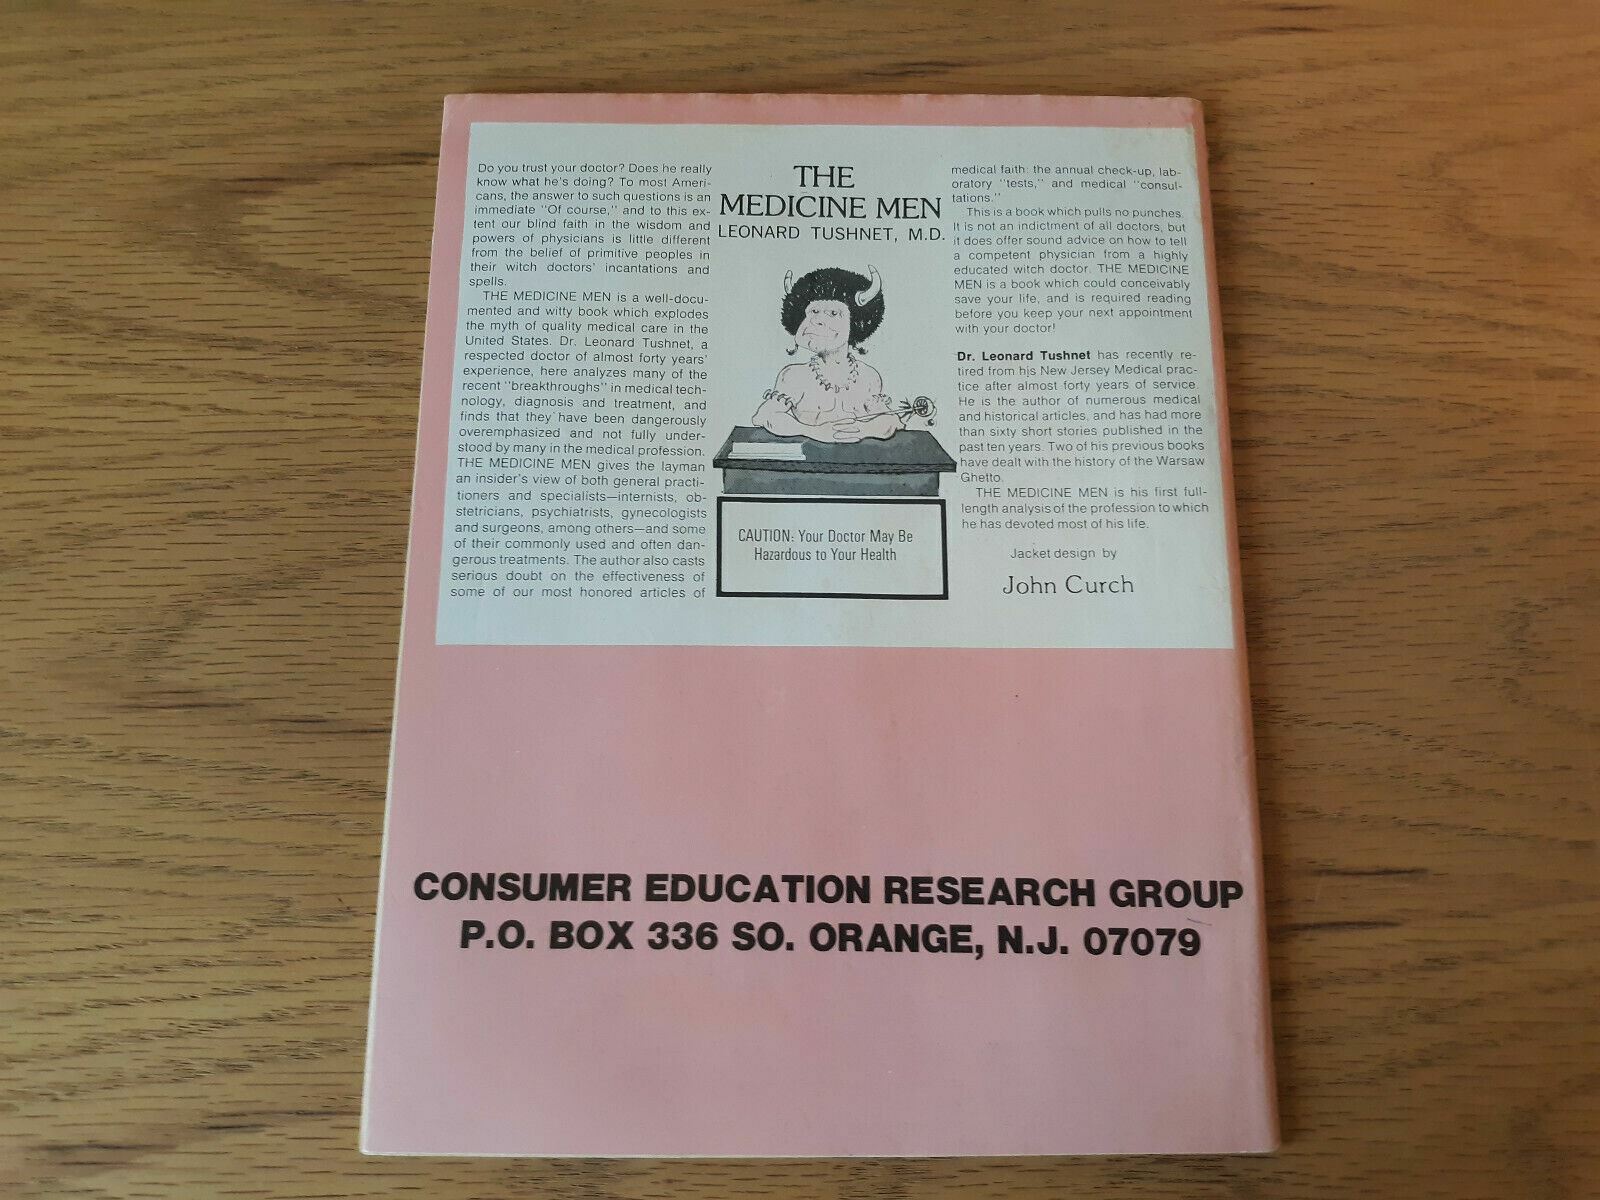 Do you trust your doctor? Does he really
know what he's doing? To most Ameri-
cans, the answer to such questions is an
immediate "Of course," and to this ex-
tent our blind faith in the wisdom and
powers of physicians is little different
from the belief of primitive peoples in
their witch doctors' incantations and
spells.
THE MEDICINE MEN is a well-docu-
mented and witty book which explodes
the myth of quality medical care in the
United States. Dr. Leonard Tushnet, a
respected doctor of almost forty years'
experience, here analyzes many of the
recent "breakthroughs" in medical tech-
nology, diagnosis and treatment, and
finds that they have been dangerously
overemphasized and not fully under-
stood by many in the medical profession.
THE MEDICINE MEN gives the layman
an insider's view of both general practi-
tioners and specialists—internists, ob-
stetricians, psychiatrists, gynecologists
and surgeons, among others—and some
of their commonly used and often dan-
gerous treatments. The author also casts
serious doubt on the effectiveness of
some of our most honored articles of
THE
MEDICINE MEN
LEONARD TUSHNET, M.D.
CAUTION: Your Doctor May Be
Hazardous to Your Health
medical faith: the annual check-up, lab-
oratory "tests," and medical "consul-
tations."
This is a book which pulls no punches.
It is not an indictment of all doctors, but
it does offer sound advice on how to tell
a competent physician from a highly
educated witch doctor. THE MEDICINE
MEN is a book which could conceivably
save your life, and is required reading
before you keep your next appointment
with your doctor!
Dr. Leonard Tushnet has recently re-
tired from his New Jersey Medical prac-
tice after almost forty years of service.
He is the author of numerous medical
and historical articles, and has had more
than sixty short stories published in the
past ten years. Two of his previous books
have dealt with the history of the Warsaw
Ghetto.
THE MEDICINE MEN is his first full-
length analysis of the profession to which
he has devoted most of his life.
Jacket design by
John Curch
CONSUMER EDUCATION RESEARCH GROUP
P.O. BOX 336 SO. ORANGE, N.J. 07079